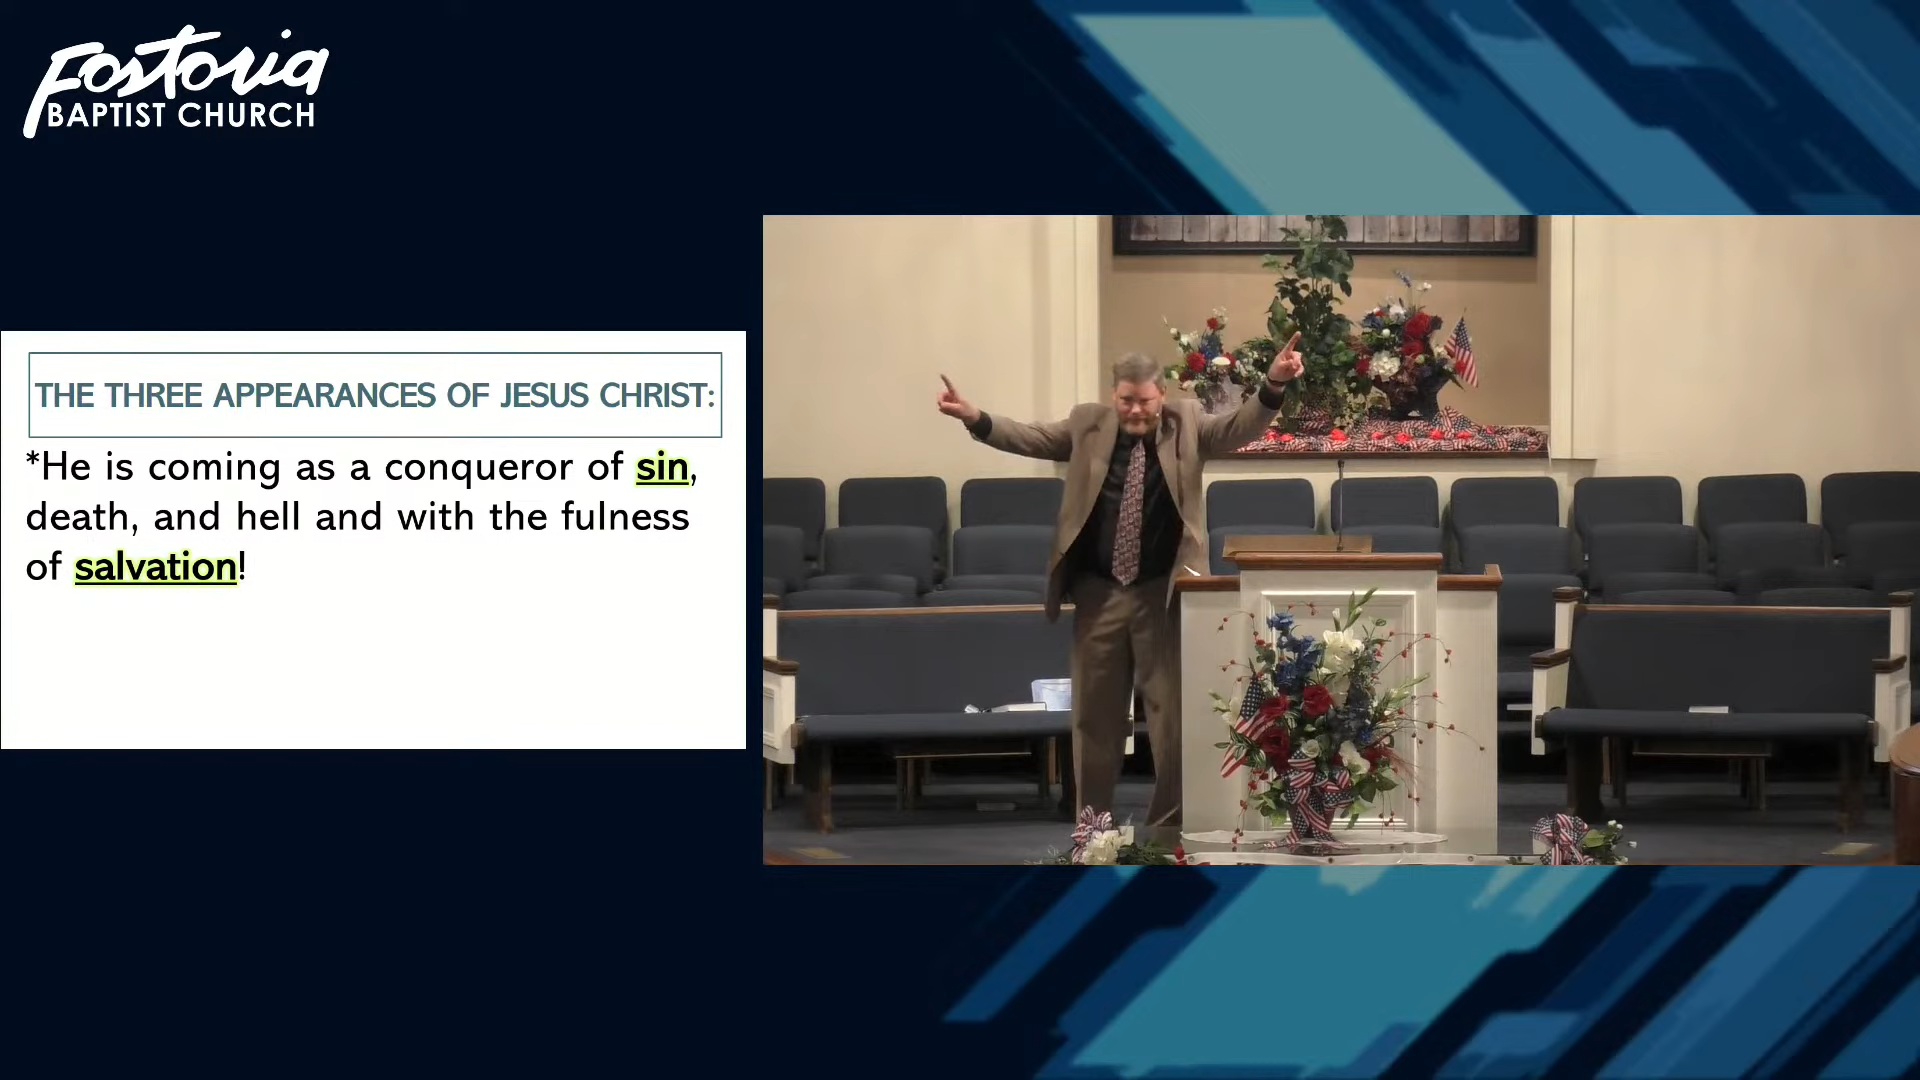 Fostoria
BAPTIST CHURCH
THE THREE APPEARANCES OF JESUS CHRIST:
*He is coming as a conqueror of sin,
death, and hell and with the fulness
of salvation!